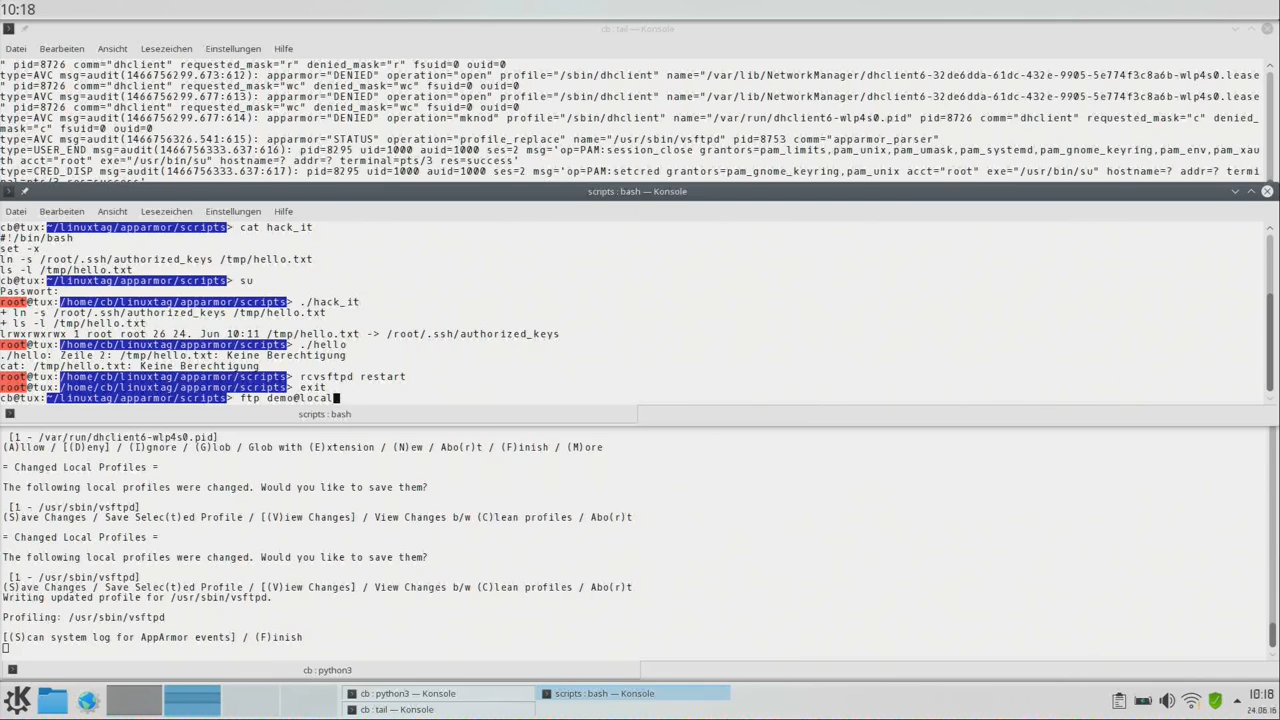 10:18
cb : tail — Konsole
Datei Bearbeiten Ansicht Lesezeichen Einstellungen Hilfe
" pid=8726 comm="dhclient" requested_mask="r" denied_mask="r" fsuid=0 ouid=0
type=AVC msg=audit(1466756299.673:612): apparmor="DENIED" operation="open" profile="/sbin/dhclient" name="/var/lib/NetworkManager/dhclient6-32de6dda-61dc-432e-9905-5e774f3c8a6b-wlp4s0.lease
" pid=8726 comm="dhclient" requested_mask="wc" denied_mask="wc" fsuid=0 ouid=0
type=AVC msg=audit(1466756299.677:613): apparmor="DENIED" operation="open" profile="/sbin/dhclient" name="/var/lib/NetworkManager/dhclient6-32de6dda-61dc-432e-9905-5e774f3c8a6b-wlp4s0.lease
" pid=8726 comm="dhclient" requested_mask="wc" denied_mask="wc" fsuid=0 ouid=0
type=AVC msg=audit(1466756299.677:614): apparmor="DENIED" operation="mknod" profile="/sbin/dhclient" name="/var/run/dhclient6-wlp4s0.pid" pid=8726 comm="dhclient" requested_mask="c" denied_
mask="c" fsuid=0 ouid=0
type=AVC msg=audit(1466756326.541:615): apparmor="STATUS" operation="profile_replace" name="/usr/sbin/vsftpd" pid=8753 comm="apparmor_parser"
type=USER_END msg=audit(1466756333.637:616): pid=8295 uid=1000 auid=1000 ses=2 msg='op=PAM:session_close grantors=pam_limits,pam_unix,pam_umask,pam_systemd,pam_gnome_keyring,pam_env,pam_xau
th acct="root" exe="/usr/bin/su" hostname=? addr=? terminal=pts/3 res=success'
type=CRED_DISP msg=audit(1466756333.637:617): pid=8295 uid=1000 auid=1000 ses=2 msg='op=PAM:setcred grantors=pam_gnome_keyring,pam_unix acct="root" exe="/usr/bin/su" hostname=? addr=? termi
nal=pts/3 res=success'
scripts : bash — Konsole
Datei Bearbeiten Ansicht Lesezeichen Einstellungen Hilfe
cb@tux:~/linuxtag/apparmor/scripts> cat hack_it
#!/bin/bash
set -x
ln -s /root/.ssh/authorized_keys /tmp/hello.txt
ls -l /tmp/hello.txt
cb@tux:~/linuxtag/apparmor/scripts> su
Passwort:
root@tux:/home/cb/linuxtag/apparmor/scripts> ./hack_it
+ ln -s /root/.ssh/authorized_keys /tmp/hello.txt
+ ls -l /tmp/hello.txt
lrwxrwxrwx 1 root root 26 24. Jun 10:11 /tmp/hello.txt -> /root/.ssh/authorized_keys
root@tux:/home/cb/linuxtag/apparmor/scripts> ./hello
./hello: Zeile 2: /tmp/hello.txt: Keine Berechtigung
cat: /tmp/hello.txt: Keine Berechtigung
root@tux:/home/cb/linuxtag/apparmor/scripts> rcvsftpd restart
root@tux:/home/cb/linuxtag/apparmor/scripts> exit
cb@tux:~/linuxtag/apparmor/scripts> ftp demo@local
scripts : bash
[1 - /var/run/dhclient6-wlp4s0.pid]
(A)llow / [(D)eny] / (I)gnore / (G)lob / Glob with (E)xtension / (N)ew / Abo(r)t / (F)inish / (M)ore
= Changed Local Profiles =
The following local profiles were changed. Would you like to save them?
[1 - /usr/sbin/vsftpd]
(S)ave Changes / Save Selec(t)ed Profile / [(V)iew Changes] / View Changes b/w (C)lean profiles / Abo(r)t
= Changed Local Profiles =
The following local profiles were changed. Would you like to save them?
[1 - /usr/sbin/vsftpd]
(S)ave Changes / Save Selec(t)ed Profile / [(V)iew Changes] / View Changes b/w (C)lean profiles / Abo(r)t
Writing updated profile for /usr/sbin/vsftpd.
Profiling: /usr/sbin/vsftpd
[(S)can system log for AppArmor events] / (F)inish
cb : python3
cb : python3 — Konsole
scripts : bash — Konsole
cb : tail — Konsole
10:18
24.06.16